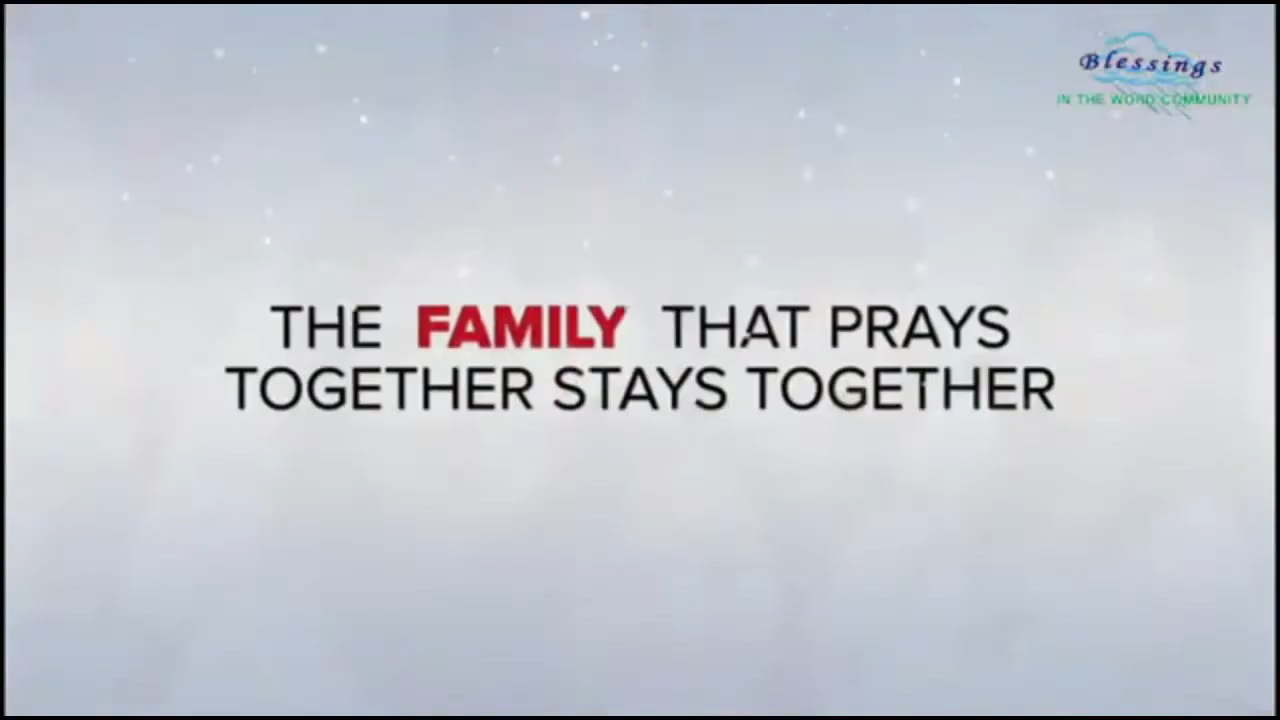 Blessings
IN THE WORD COMMUNITY
THE FAMILY THAT PRAYS
TOGETHER STAYS TOGETHER